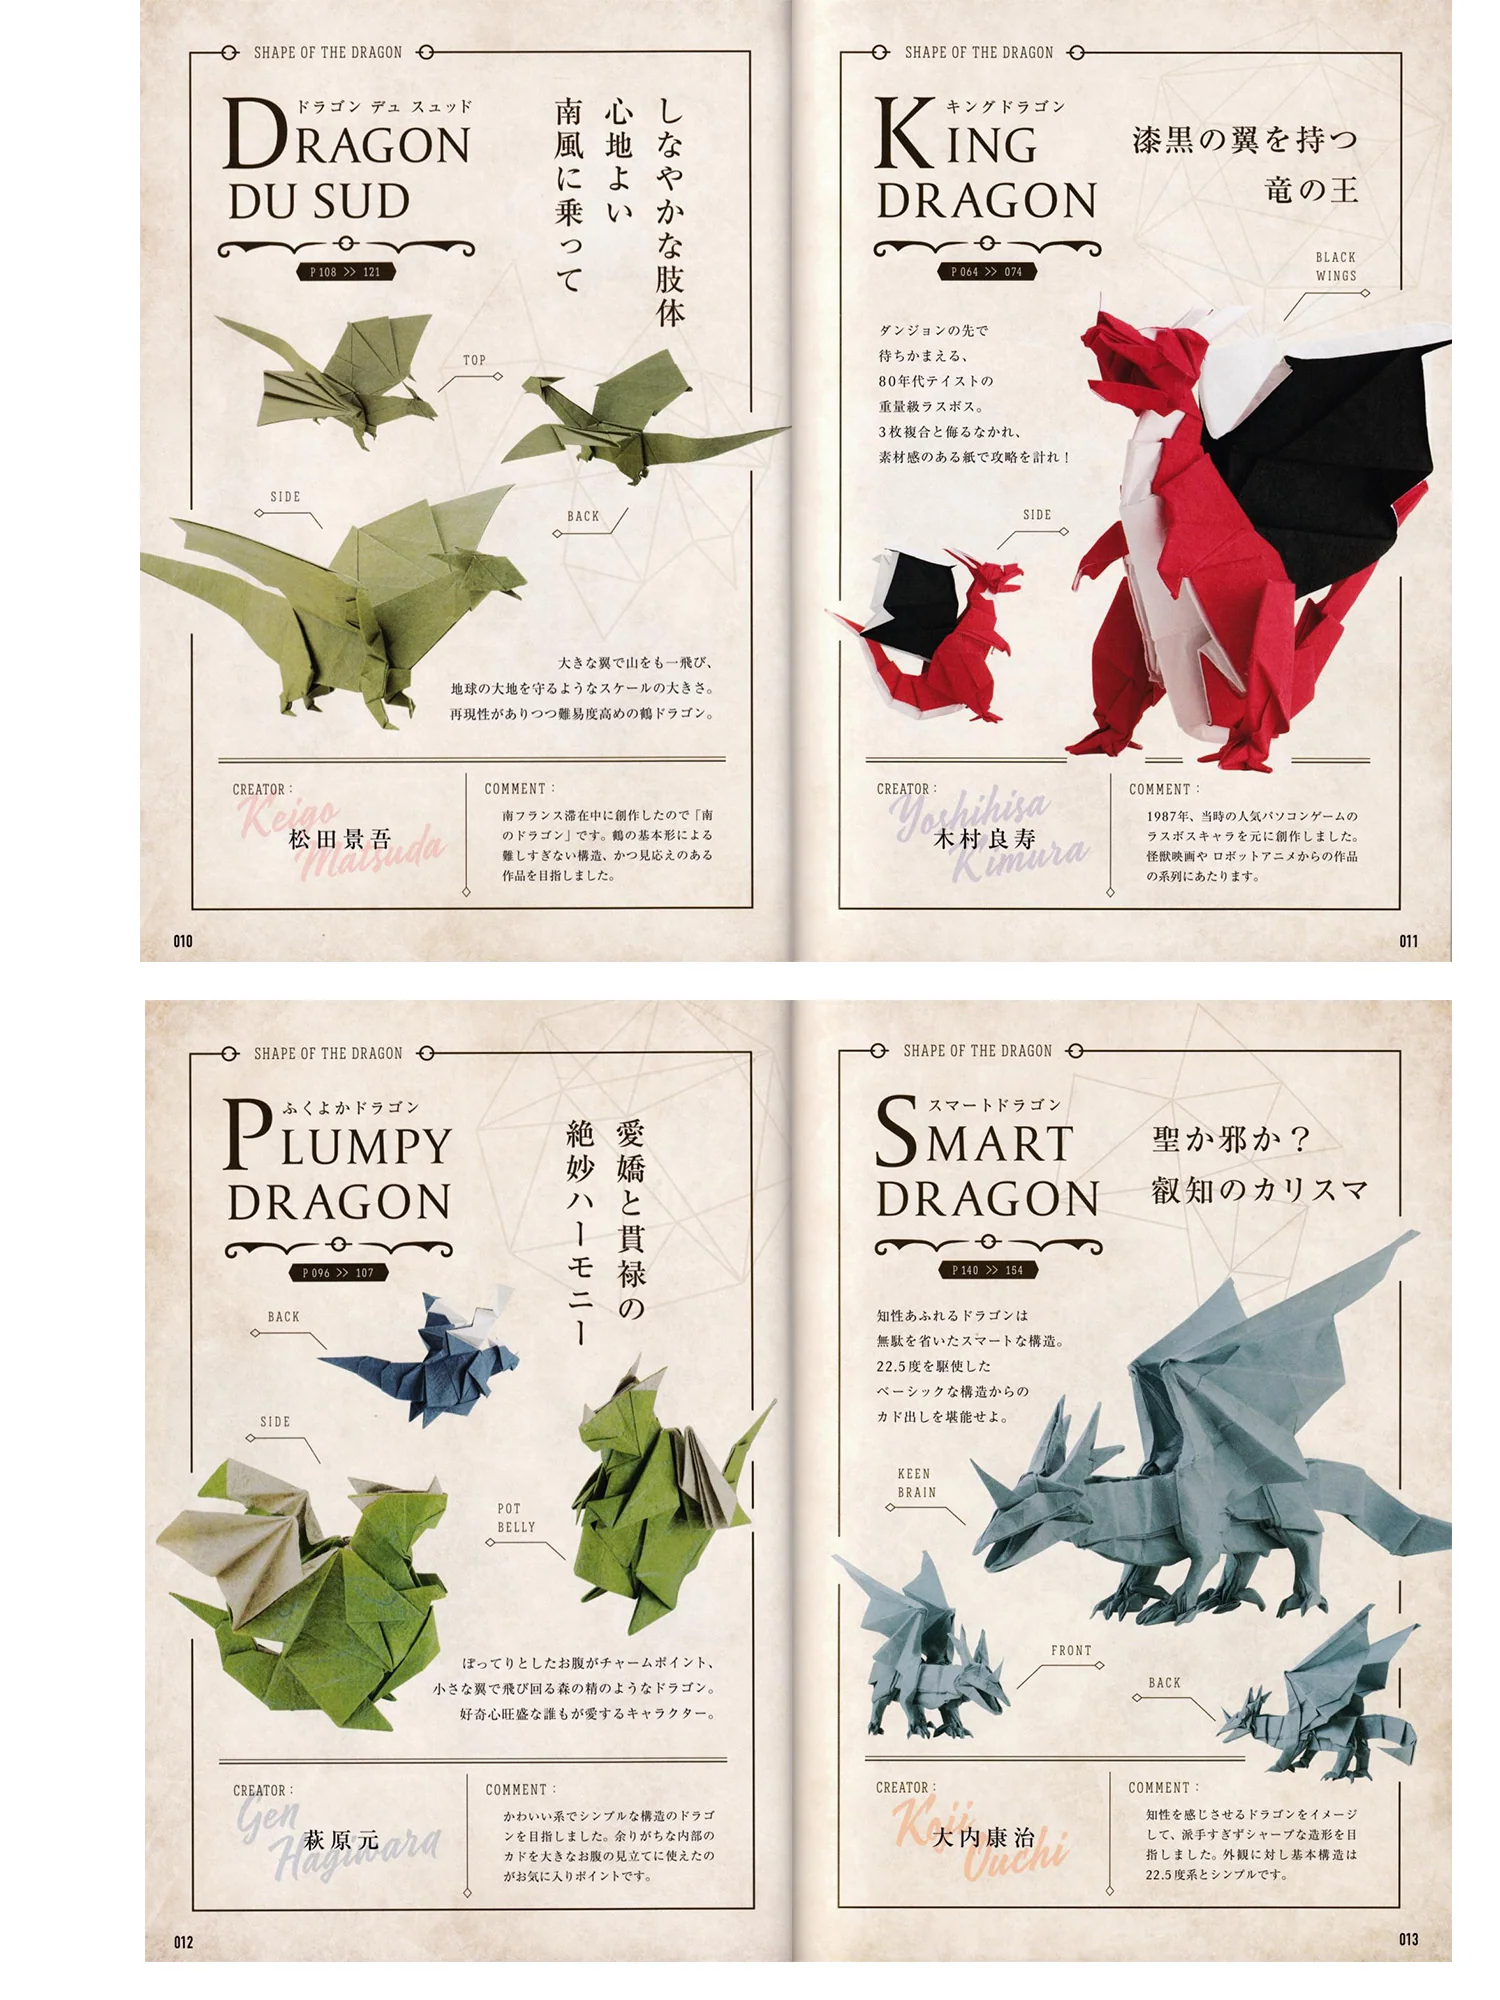 SHAPE OF THE DRAGON
ドラゴン デュ スュッド
DRAGON
DU SUD
P108 >> 121
しなやかな肢体
心地よい
南風に乗って
TOP
SIDE
BACK
大きな翼で山をも一飛び、
地球の大地を守るようなスケールの大きさ。
再現性がありつつ難易度高めの鶴ドラゴン。
CREATOR:
Keigo
Matsuda
松田景吾
COMMENT:
南フランス滞在中に創作したので「南
のドラゴン」です。鶴の基本形による
難しすぎない構造、かつ見応えのある
作品を目指しました。
010
SHAPE OF THE DRAGON
キングドラゴン
KING
DRAGON
P064 >> 074
漆黒の翼を持つ
竜の王
BLACK
WINGS
ダンジョンの先で
待ちかまえる、
80年代テイストの
重量級ラスボス。
3枚複合と侮るなかれ、
素材感のある紙で攻略を計れ！
SIDE
CREATOR:
Yoshihisa
Kimura
木村良寿
COMMENT:
1987年、当時の人気パソコンゲームの
ラスボスキャラを元に創作しました。
怪獣映画や ロボットアニメからの作品
の系列にあたります。
011
SHAPE OF THE DRAGON
ふくよかドラゴン
PLUMPY
DRAGON
P096 >> 107
愛嬌と貫禄の
絶妙ハーモニー
BACK
SIDE
POT
BELLY
ぽってりとしたお腹がチャームポイント、
小さな翼で飛び回る森の精のようなドラゴン。
好奇心旺盛な誰もが愛するキャラクター。
CREATOR:
Gen
Hagiwara
萩原元
COMMENT:
かわいい系でシンプルな構造のドラゴ
ンを目指しました。余りがちな内部の
カドを大きなお腹の見立てに使えたの
がお気に入りポイントです。
012
SHAPE OF THE DRAGON
スマートドラゴン
SMART
DRAGON
P140 >> 154
聖か邪か？
叡知のカリスマ
知性あふれるドラゴンは
無駄を省いたスマートな構造。
22.5度を駆使した
ベーシックな構造からの
カド出しを堪能せよ。
KEEN
BRAIN
FRONT
BACK
CREATOR:
Koji
Ouchi
大内康治
COMMENT:
知性を感じさせるドラゴンをイメージ
して、派手すぎずシャープな造形を目
指しました。外観に対し基本構造は
22.5度系とシンプルです。
013